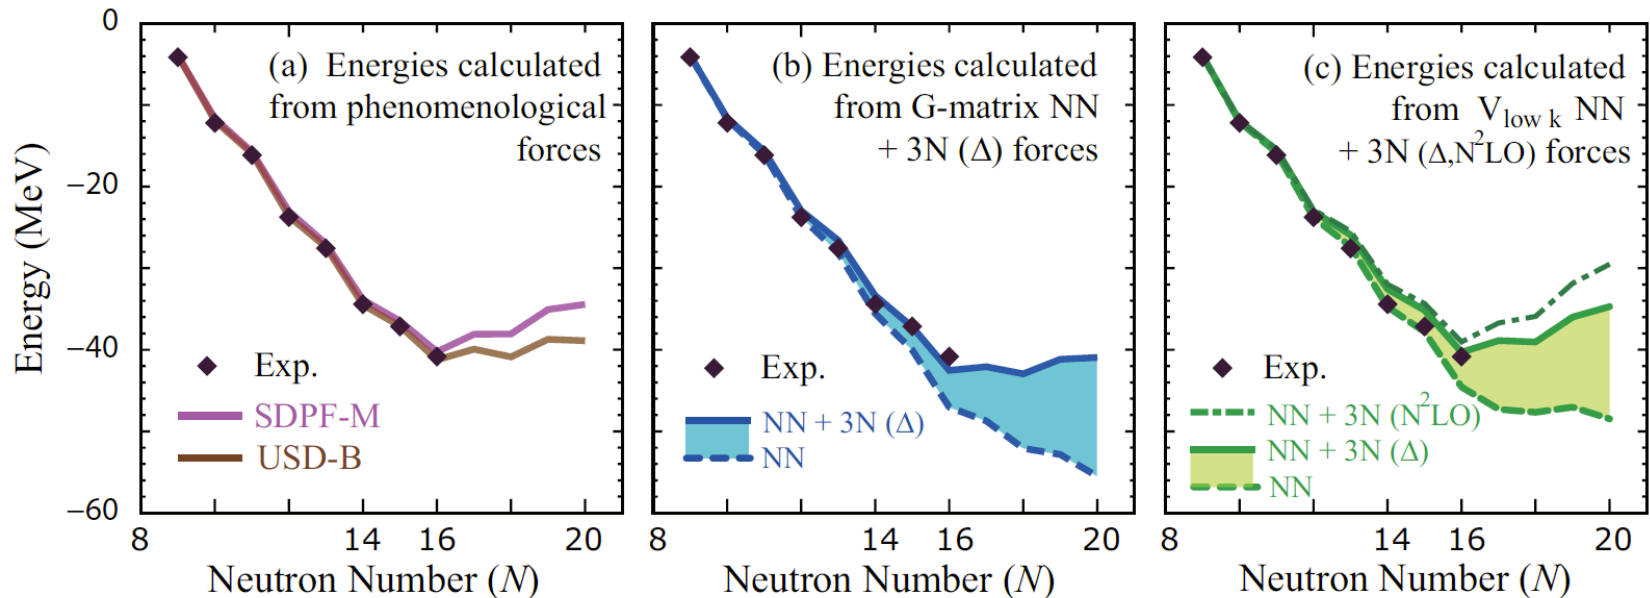 Energy (MeV)
0
−20
−40
−60
(a) Energies calculated
from phenomenological
forces
Exp.
SDPF-M
USD-B
8 14 16 20
Neutron Number (N)
(b) Energies calculated
from G-matrix NN
+ 3N (Δ) forces
Exp.
NN + 3N (Δ)
NN
8 14 16 20
Neutron Number (N)
(c) Energies calculated
from V_low k NN
+ 3N (Δ,N²LO) forces
Exp.
NN + 3N (N²LO)
NN + 3N (Δ)
NN
8 14 16 20
Neutron Number (N)